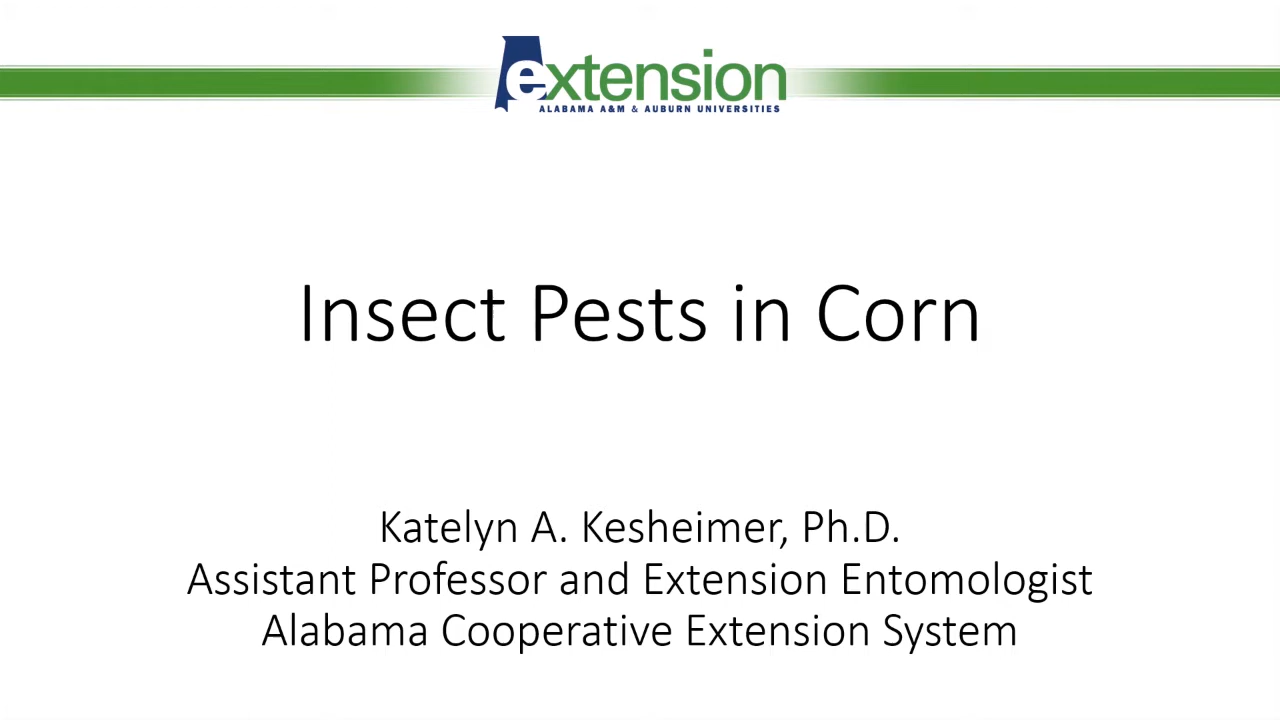 extension
ALABAMA A&M & AUBURN UNIVERSITIES
Insect Pests in Corn
Katelyn A. Kesheimer, Ph.D.
Assistant Professor and Extension Entomologist
Alabama Cooperative Extension System